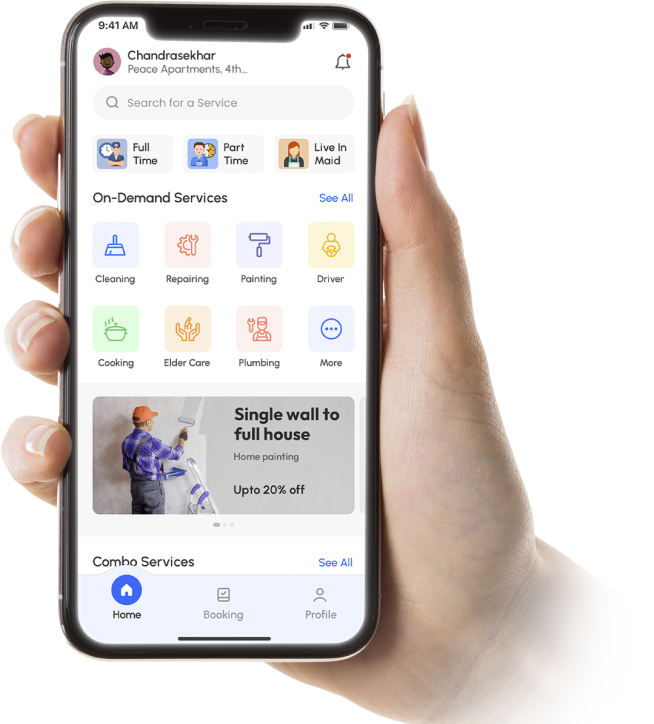 9:41 AM
Chandrasekhar
Peace Apartments, 4th...
Search for a Service
Full
Time
Part
Time
Live In
Maid
On-Demand Services
See All
Cleaning
Repairing
Painting
Driver
Cooking
Elder Care
Plumbing
More
Single wall to
full house
Home painting
Upto 20% off
Combo Services
See All
Home
Booking
Profile